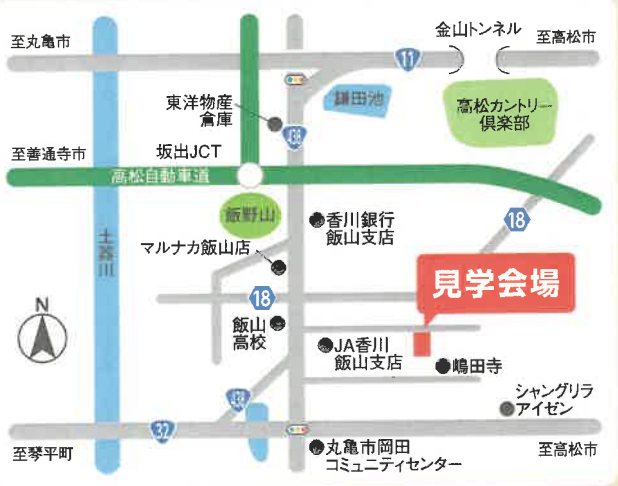 至丸亀市
11
金山トンネル
至高松市
東洋物産
倉庫
鎌田池
高松カントリー
倶楽部
438
至善通寺市
坂出JCT
高松自動車道
飯野山
香川銀行
飯山支店
18
土器川
マルナカ飯山店
見学会場
18
N
飯山
高校
JA香川
飯山支店
嶋田寺
438
シャングリラ
アイゼン
32
至琴平町
丸亀市岡田
コミュニティセンター
至高松市